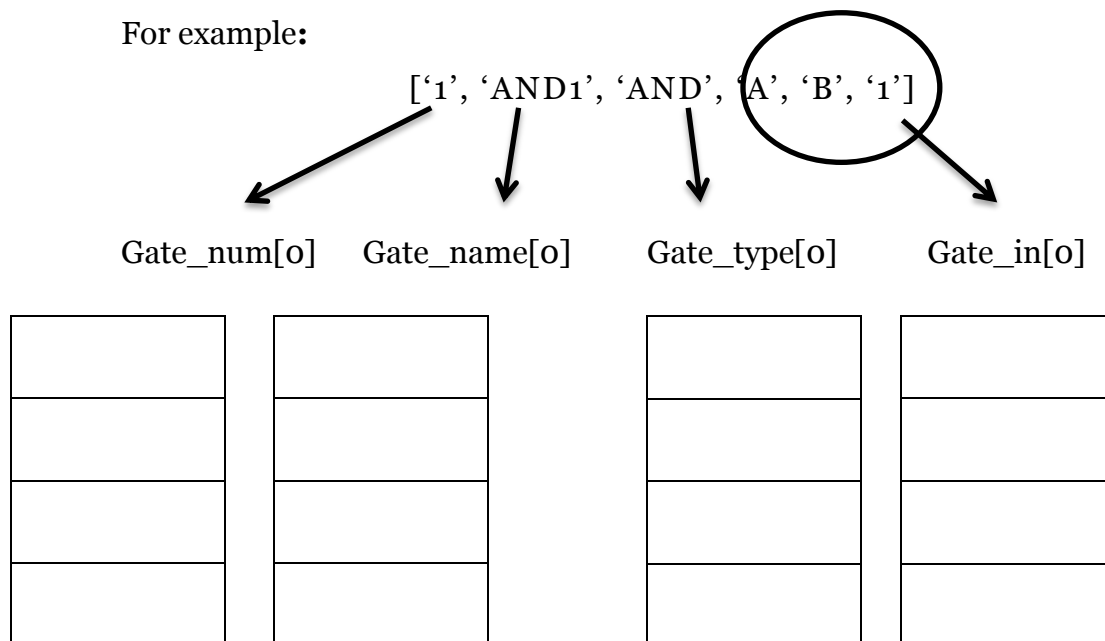 For example:
[‘1’, ‘AND1’, ‘AND’, ‘A’, ‘B’, ‘1’]
Gate_num[0] Gate_name[0] Gate_type[0] Gate_in[0]